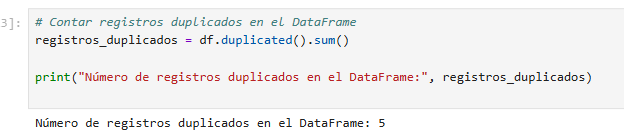 3]:
# Contar registros duplicados en el DataFrame
registros_duplicados = df.duplicated().sum()
print("Número de registros duplicados en el DataFrame:", registros_duplicados)
Número de registros duplicados en el DataFrame: 5